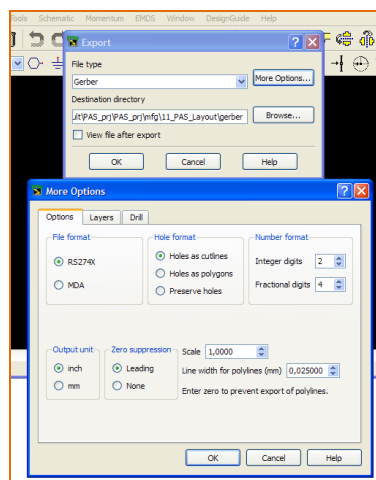 Tools Schematic Momentum EMDS Window DesignGuide Help
Export
File type
Gerber
More Options...
Destination directory
ult\PAS_prj\PAS_prj\mfg\11_PAS_Layout\gerber
Browse...
View file after export
OK Cancel Help
More Options
Options Layers Drill
File format
RS274X
MDA
Hole format
Holes as cutlines
Holes as polygons
Preserve holes
Number format
Integer digits 2
Fractional digits 4
Output unit
inch
mm
Zero suppression
Leading
None
Scale 1,0000
Line width for polylines (mm) 0,025000
Enter zero to prevent export of polylines.
OK Cancel Help